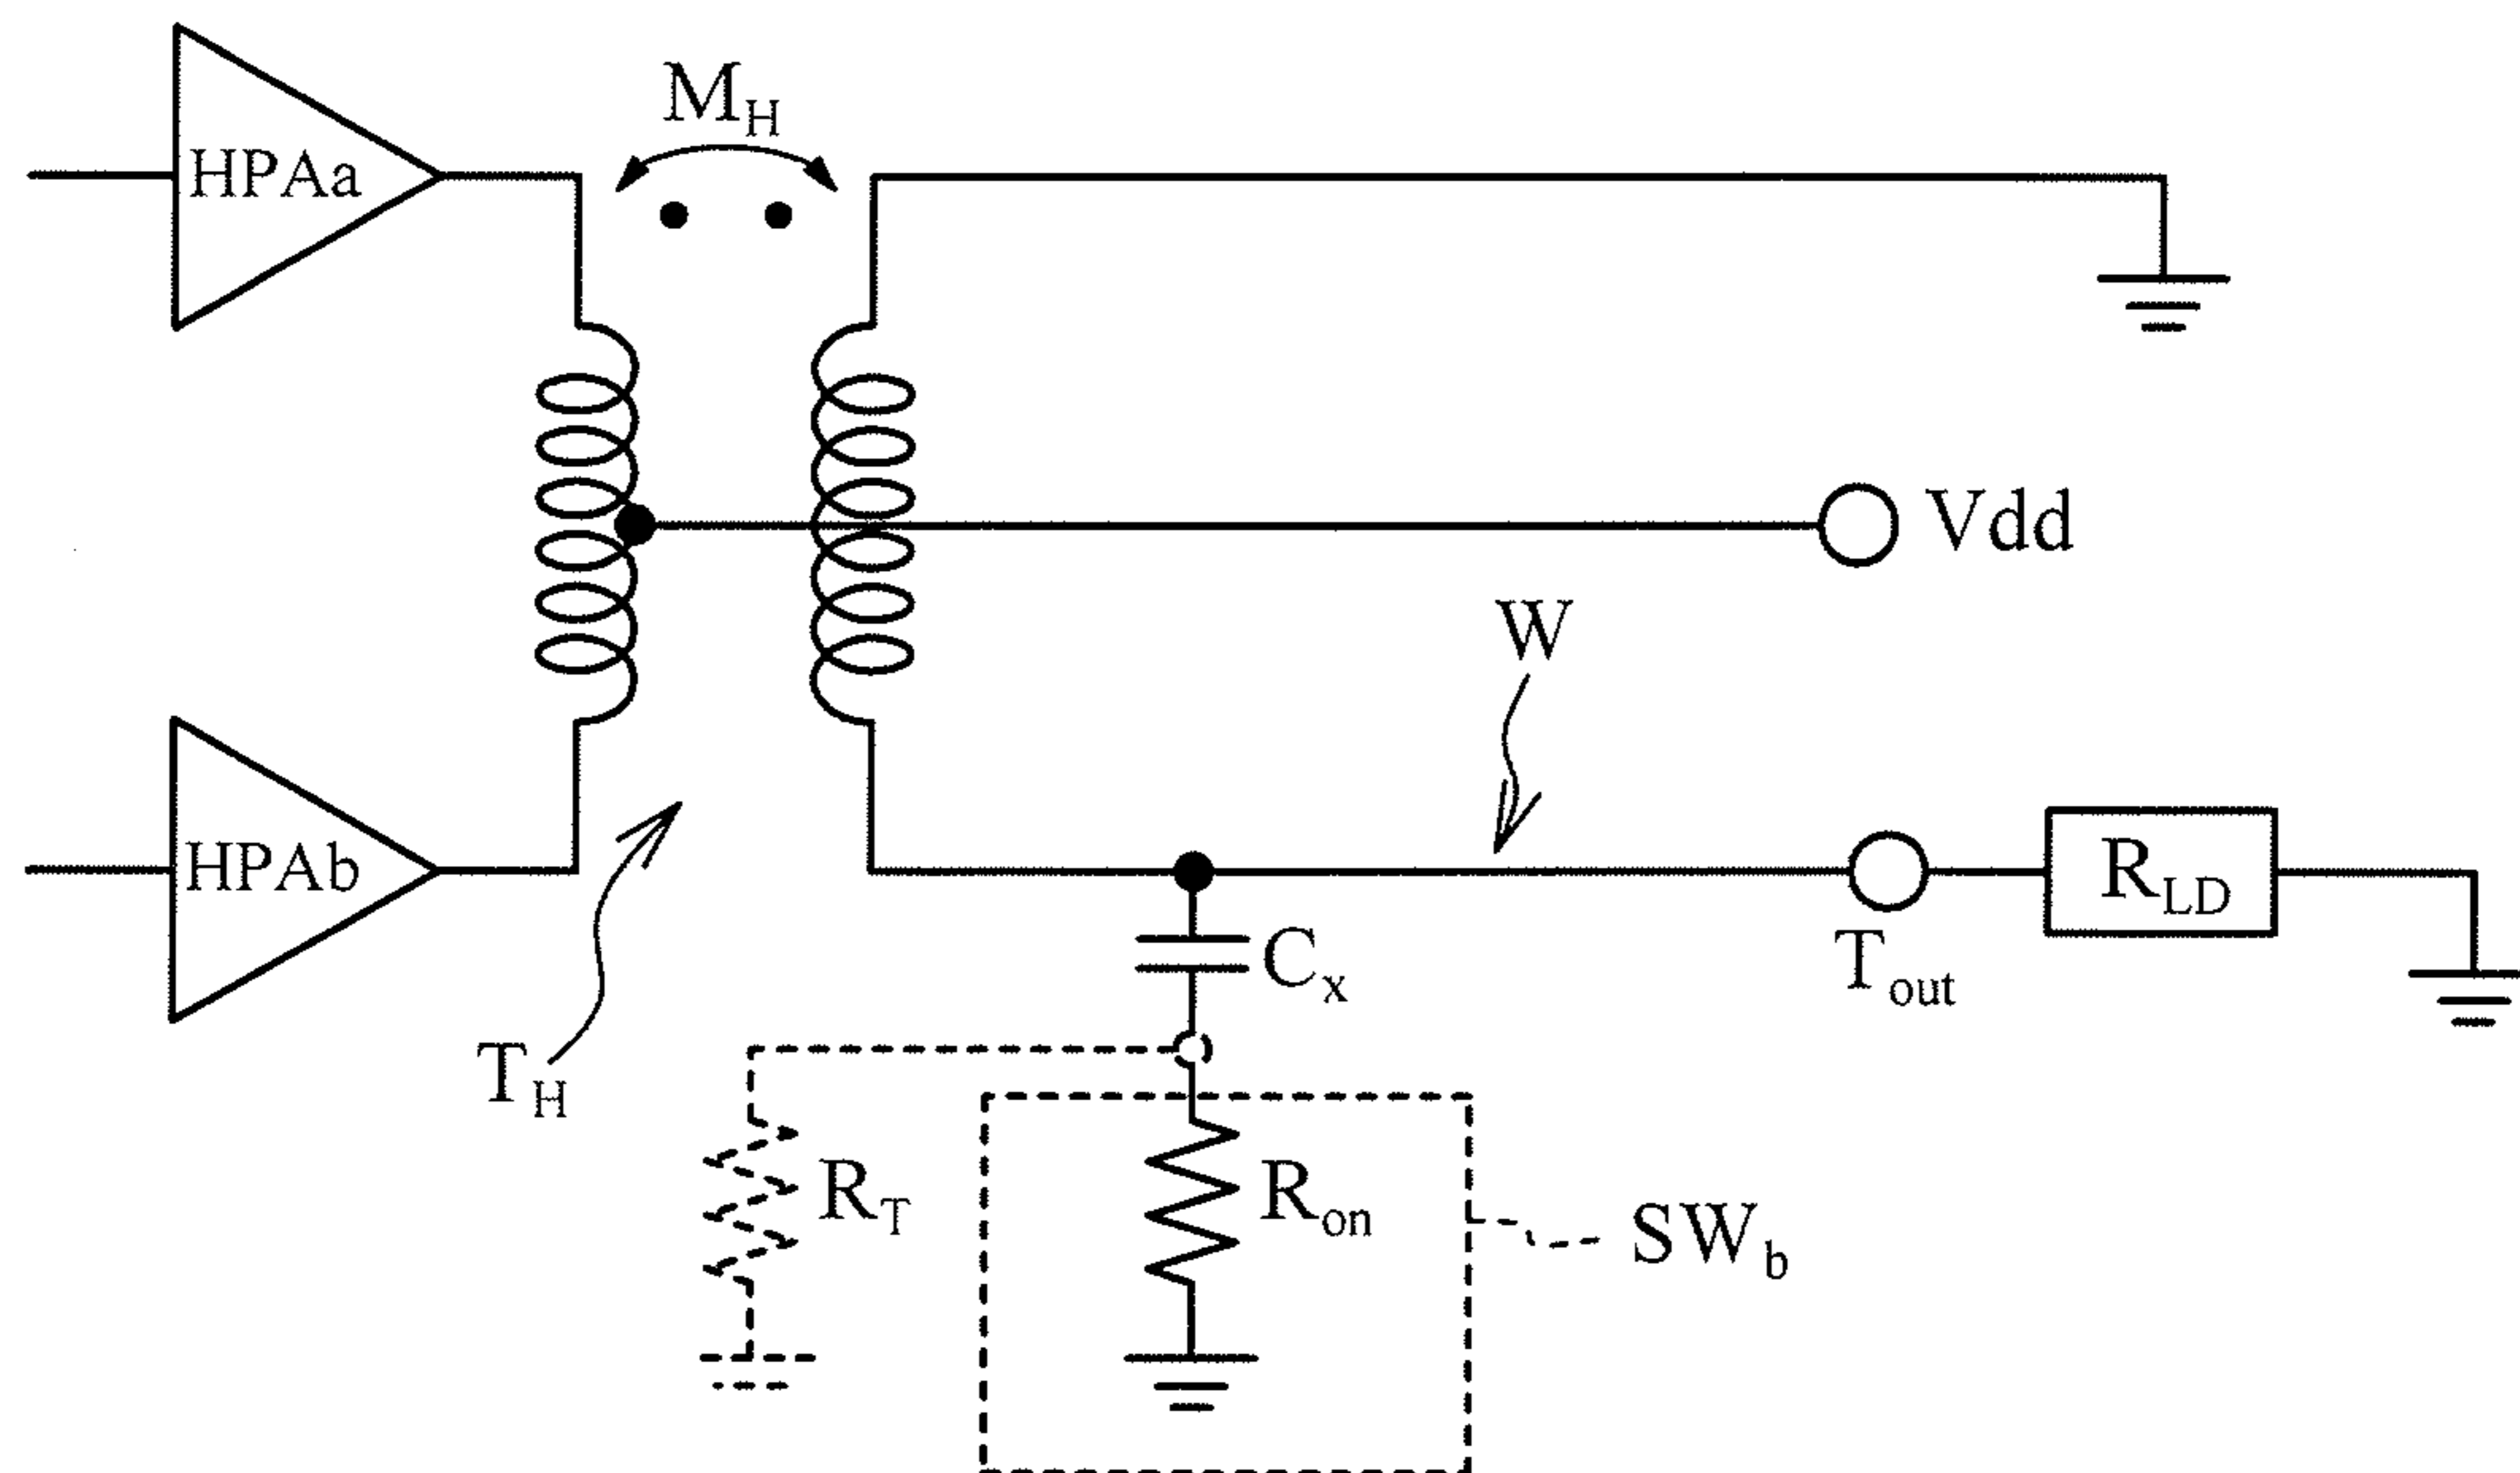 M_H
HPAa
Vdd
W
HPAb
R_LD
C_x
T_out
T_H
R_T
R_on
SW_b